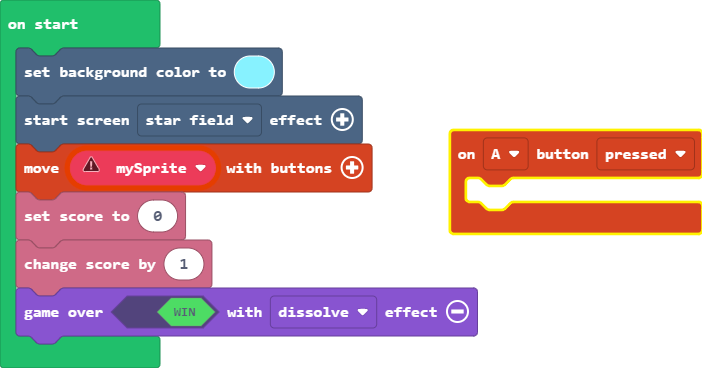 on start
set background color to
start screen star field effect
move mySprite with buttons
set score to 0
change score by 1
game over WIN with dissolve effect
on A button pressed